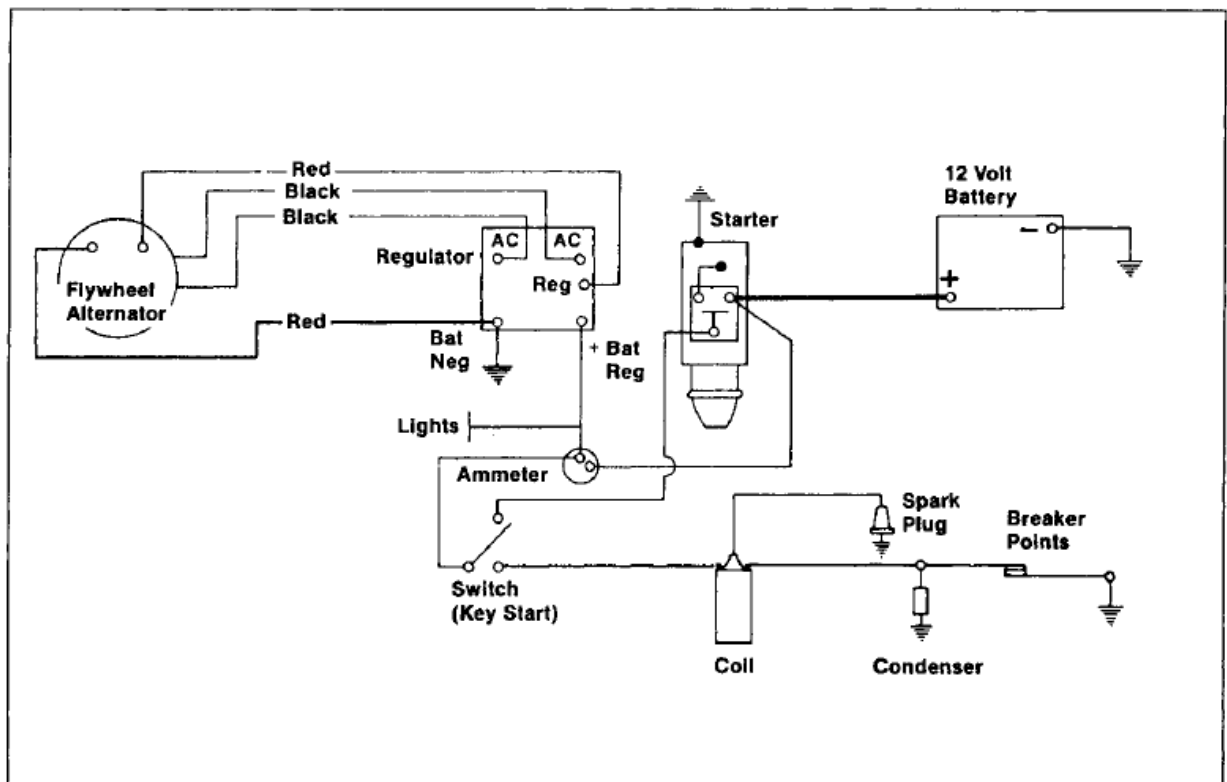 Red
Black
Black
12 Volt
Battery
Starter
−
AC AC
Regulator
Reg
+
Flywheel
Alternator
Red
Bat
Neg
+ Bat
Reg
Lights
Ammeter
Spark
Plug
Breaker
Points
Switch
(Key Start)
Coil
Condenser